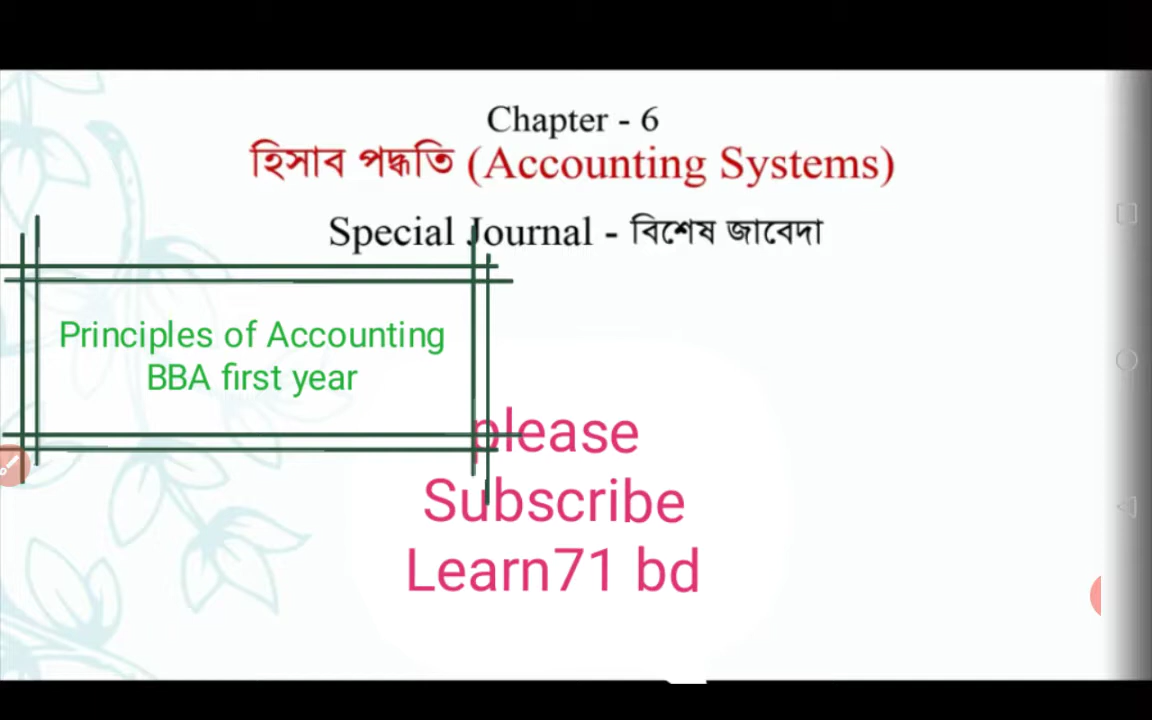 Chapter - 6
হিসাব পদ্ধতি (Accounting Systems)
Special Journal - বিশেষ জাবেদা
Principles of Accounting
BBA first year
please
Subscribe
Learn71 bd